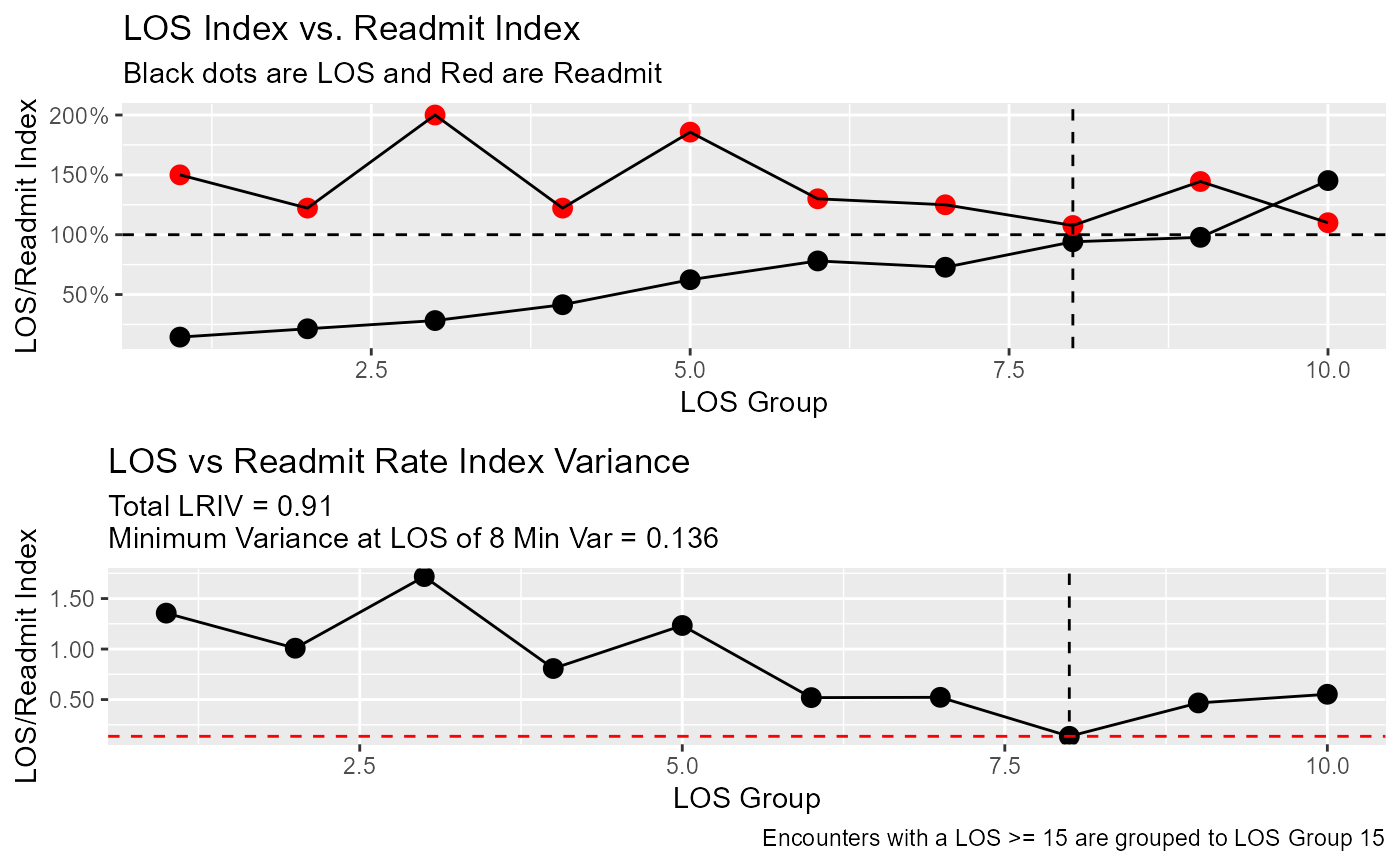 LOS Index vs. Readmit Index
Black dots are LOS and Red are Readmit
LOS/Readmit Index
200%
150%
100%
50%
2.5 5.0 7.5 10.0
LOS Group
LOS vs Readmit Rate Index Variance
Total LRIV = 0.91
Minimum Variance at LOS of 8 Min Var = 0.136
LOS/Readmit Index
1.50
1.00
0.50
2.5 5.0 7.5 10.0
LOS Group
Encounters with a LOS >= 15 are grouped to LOS Group 15